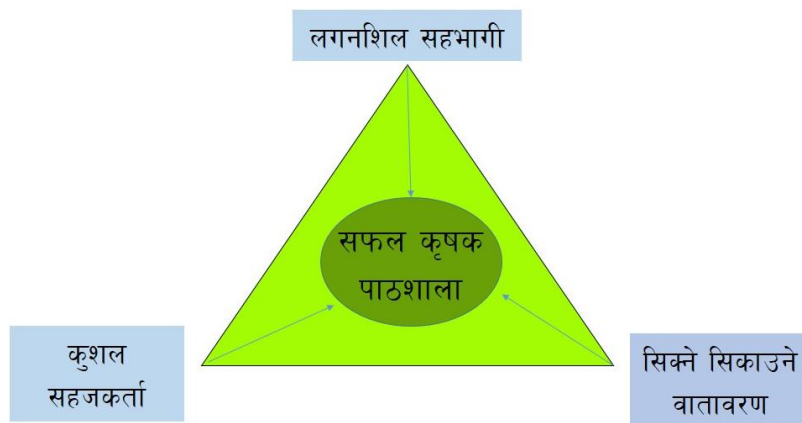 लगनशिल सहभागी
सफल कृषक
पाठशाला
कुशल
सहजकर्ता
सिक्ने सिकाउने
वातावरण